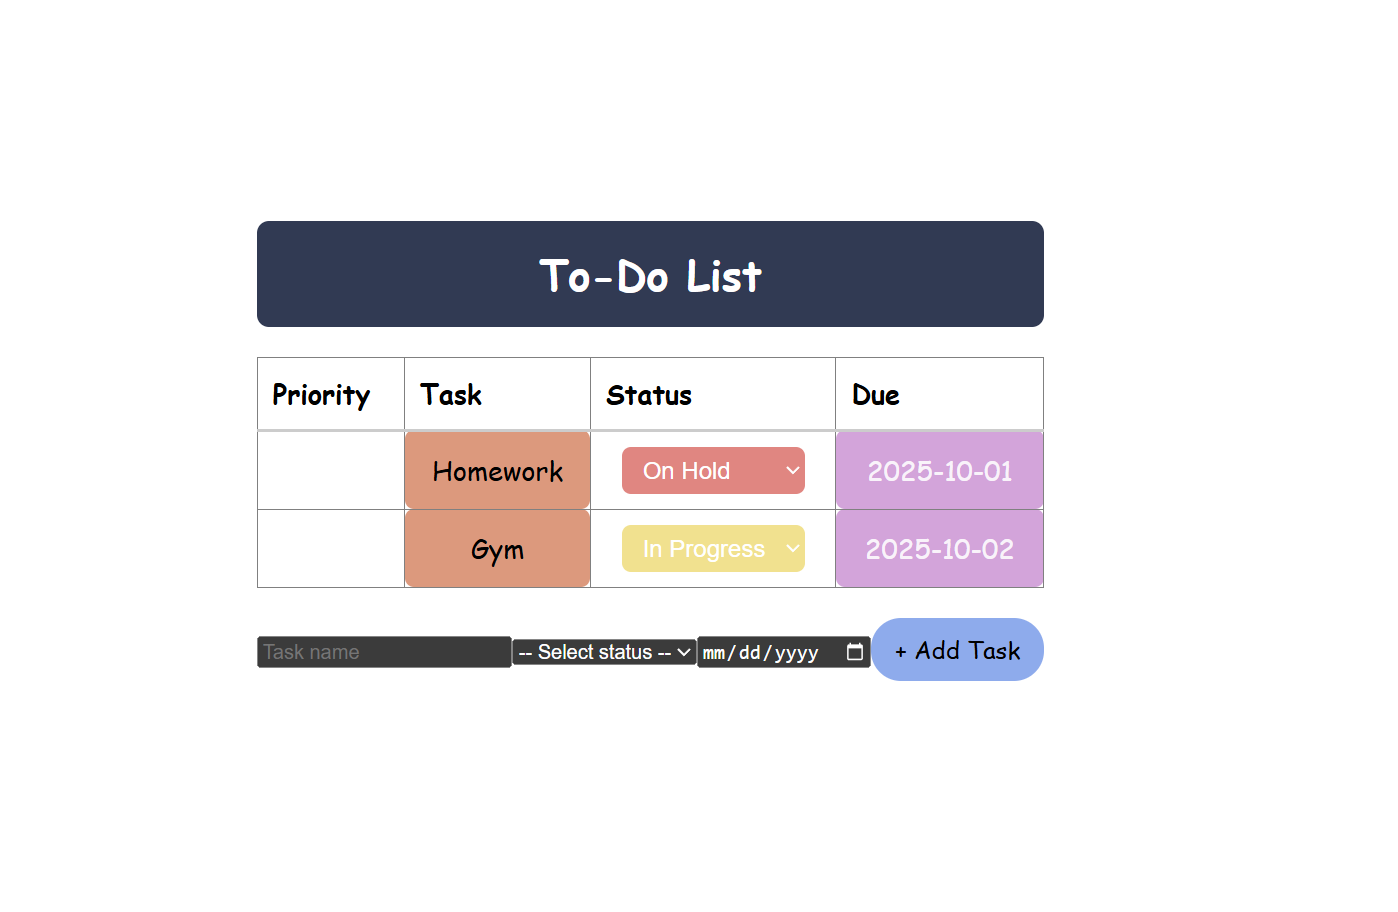 To-Do List
Priority Task Status Due
Homework On Hold 2025-10-01
Gym In Progress 2025-10-02
Task name -- Select status -- mm/dd/yyyy + Add Task